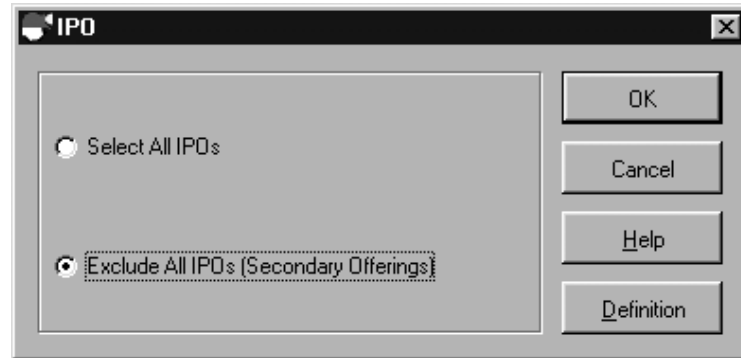 IPO
Select All IPOs
Exclude All IPOs (Secondary Offerings)
OK
Cancel
Help
Definition